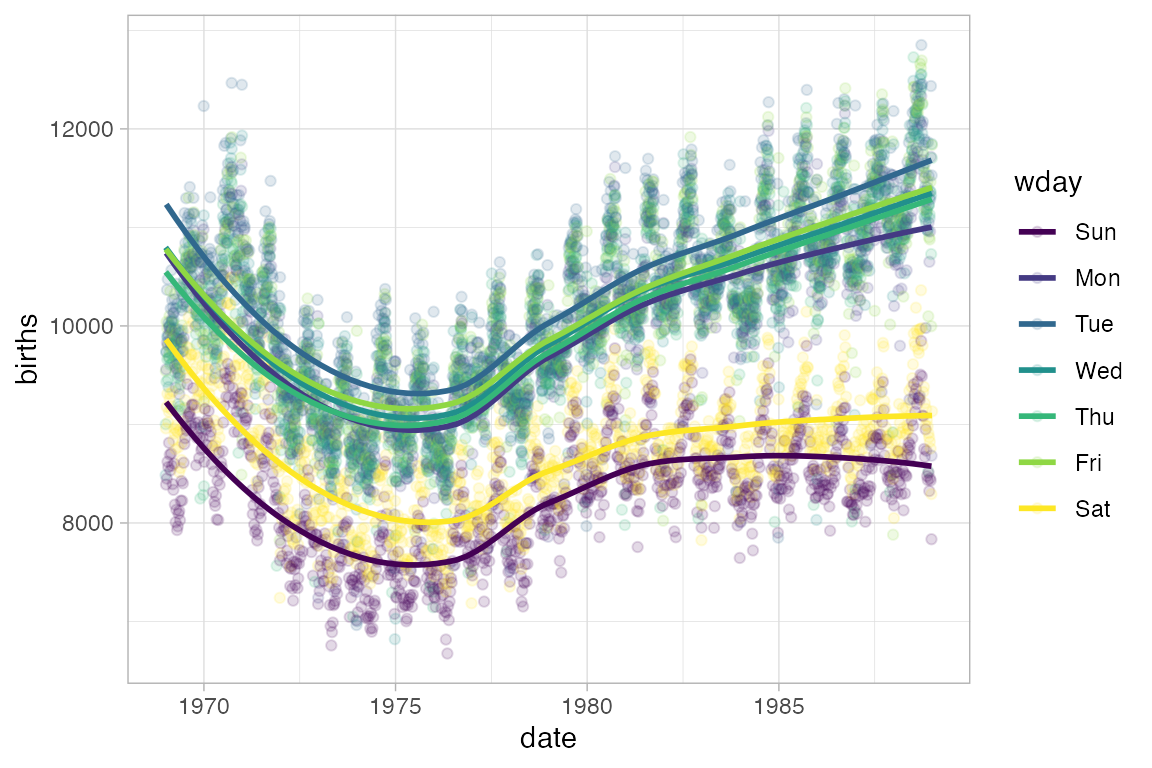 births
12000
10000
8000
1970 1975 1980 1985
date
wday
Sun
Mon
Tue
Wed
Thu
Fri
Sat